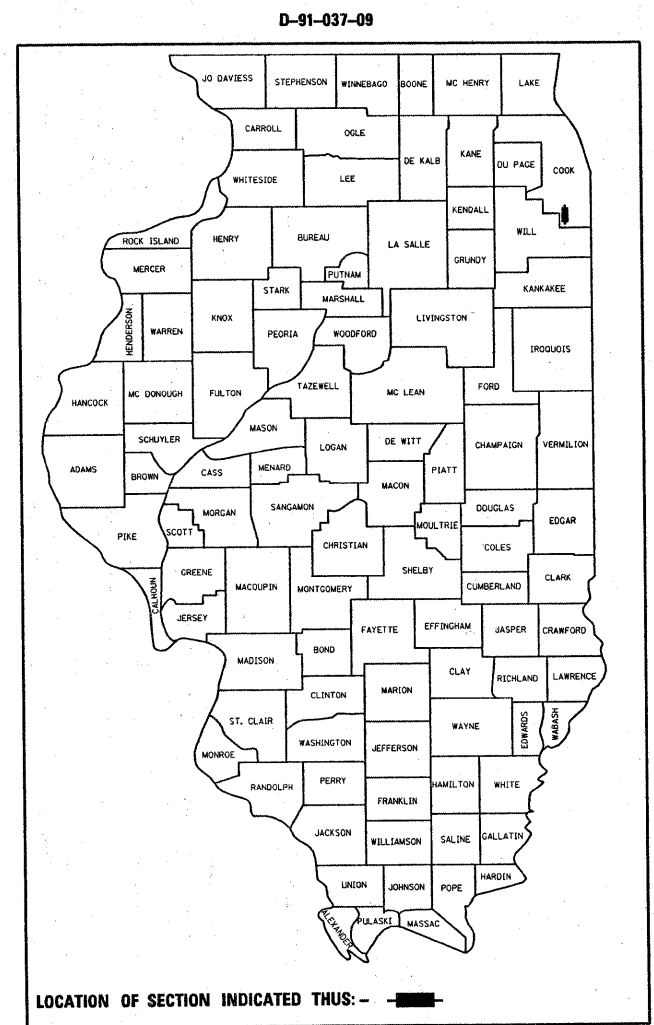 D-91-037-09
JO DAVIESS
STEPHENSON
WINNEBAGO
BOONE
MC HENRY
LAKE
CARROLL
OGLE
DE KALB
KANE
DU PAGE
COOK
WHITESIDE
LEE
KENDALL
WILL
ROCK ISLAND
HENRY
BUREAU
LA SALLE
GRUNDY
MERCER
PUTNAM
KANKAKEE
STARK
MARSHALL
HENDERSON
WARREN
KNOX
PEORIA
WOODFORD
LIVINGSTON
IROQUOIS
HANCOCK
MC DONOUGH
FULTON
TAZEWELL
MC LEAN
FORD
MASON
SCHUYLER
LOGAN
DE WITT
CHAMPAIGN
VERMILION
ADAMS
BROWN
CASS
MENARD
MACON
PIATT
PIKE
SCOTT
MORGAN
SANGAMON
CHRISTIAN
MOULTRIE
DOUGLAS
EDGAR
COLES
GREENE
MACOUPIN
MONTGOMERY
SHELBY
CUMBERLAND
CLARK
CALHOUN
JERSEY
FAYETTE
EFFINGHAM
JASPER
CRAWFORD
MADISON
BOND
CLAY
RICHLAND
LAWRENCE
CLINTON
MARION
ST. CLAIR
WAYNE
EDWARDS
WABASH
WASHINGTON
JEFFERSON
MONROE
RANDOLPH
PERRY
HAMILTON
WHITE
FRANKLIN
JACKSON
WILLIAMSON
SALINE
GALLATIN
UNION
JOHNSON
POPE
HARDIN
ALEXANDER
PULASKI
MASSAC
LOCATION OF SECTION INDICATED THUS: -